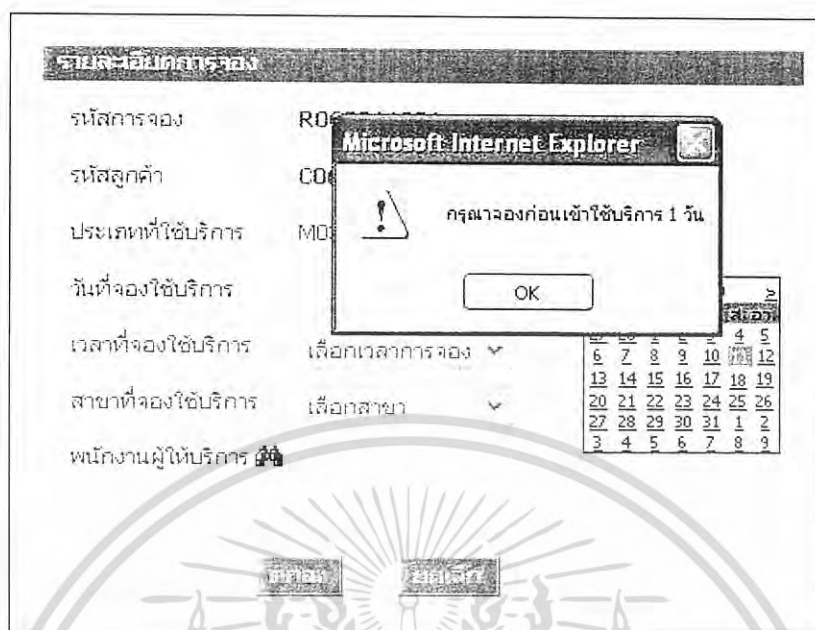 รายละเอียดการจอง
รหัสการจอง
Microsoft Internet Explorer
รหัสลูกค้า
กรุณาจองก่อนเข้าใช้บริการ 1 วัน
ประเภทที่ใช้บริการ
OK
วันที่จองใช้บริการ
เวลาที่จองใช้บริการ เลือกเวลาการจอง
4 5
6 7 8 9 10 12
13 14 15 16 17 18 19
สาขาที่จองใช้บริการ เลือกสาขา
20 21 22 23 24 25 26
27 28 29 30 31 1 2
3 4 5 6 7 8 9
พนักงานผู้ให้บริการ
ตกลง ยกเลิก